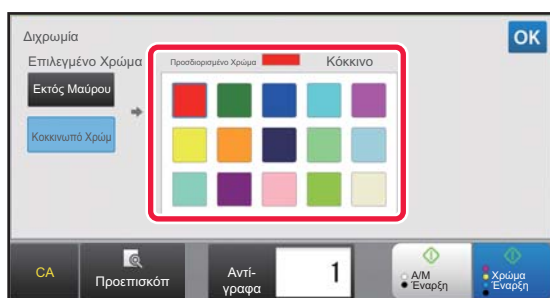 Διχρωμία
OK
Επιλεγμένο Χρώμα
Προσδιορισμένο Χρώμα
Κόκκινο
Εκτός Μαύρου
Κοκκινωπό Χρώμ
CA
Προεπισκόπ
Αντί-
γραφα
1
Α/Μ
Έναρξη
Χρώμα
Έναρξη